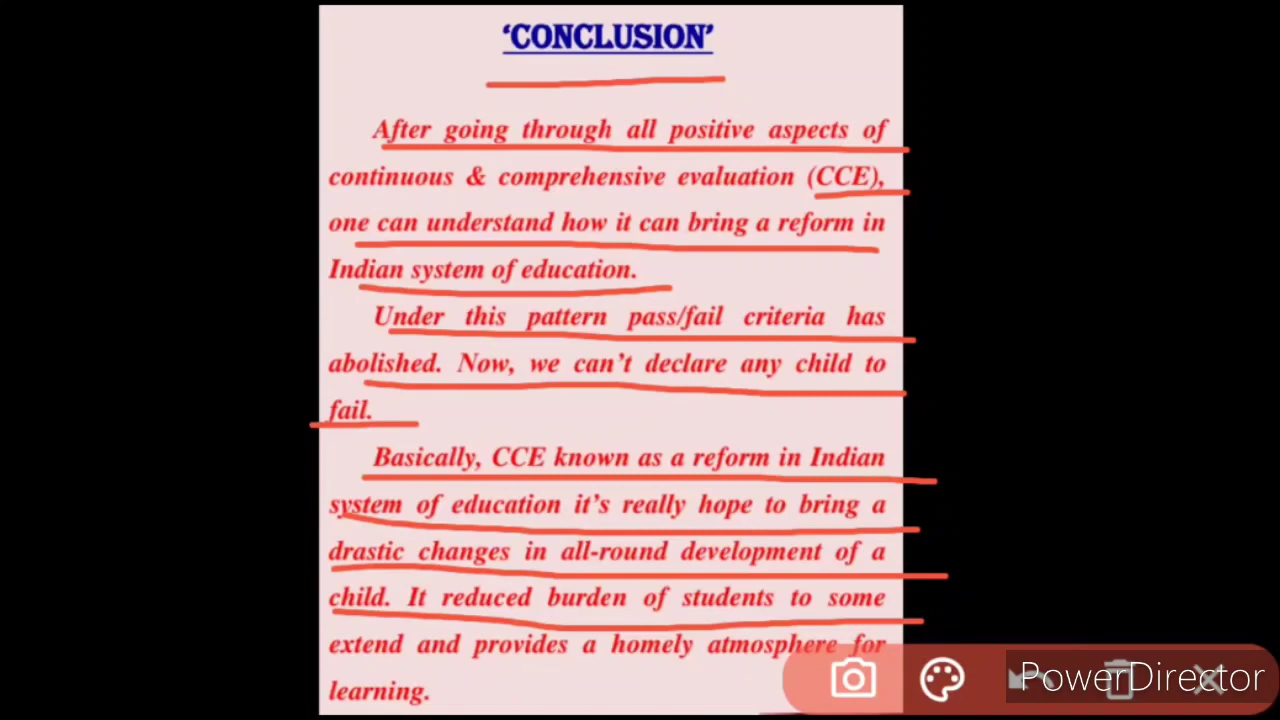 ‘CONCLUSION’
After going through all positive aspects of
continuous & comprehensive evaluation (CCE),
one can understand how it can bring a reform in
Indian system of education.
Under this pattern pass/fail criteria has
abolished. Now, we can’t declare any child to
fail.
Basically, CCE known as a reform in Indian
system of education it’s really hope to bring a
drastic changes in all-round development of a
child. It reduced burden of students to some
extend and provides a homely atmosphere for
learning.
PowerDirector